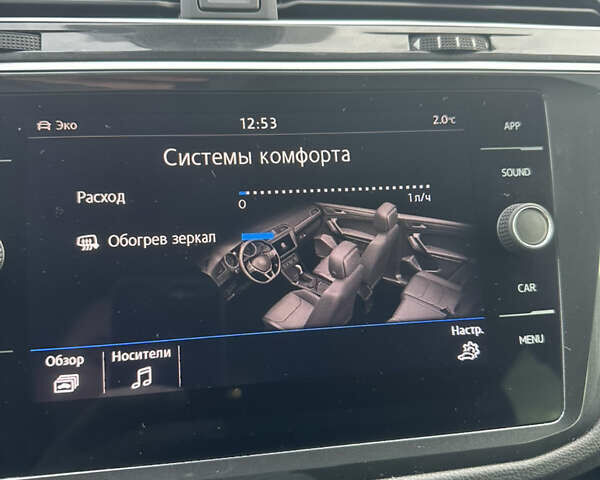 Эко 12:53 2.0°C
APP
Системы комфорта
SOUND
Расход
0 1 л/ч
Обогрев зеркал
CAR
Настр.
Обзор Носители
MENU